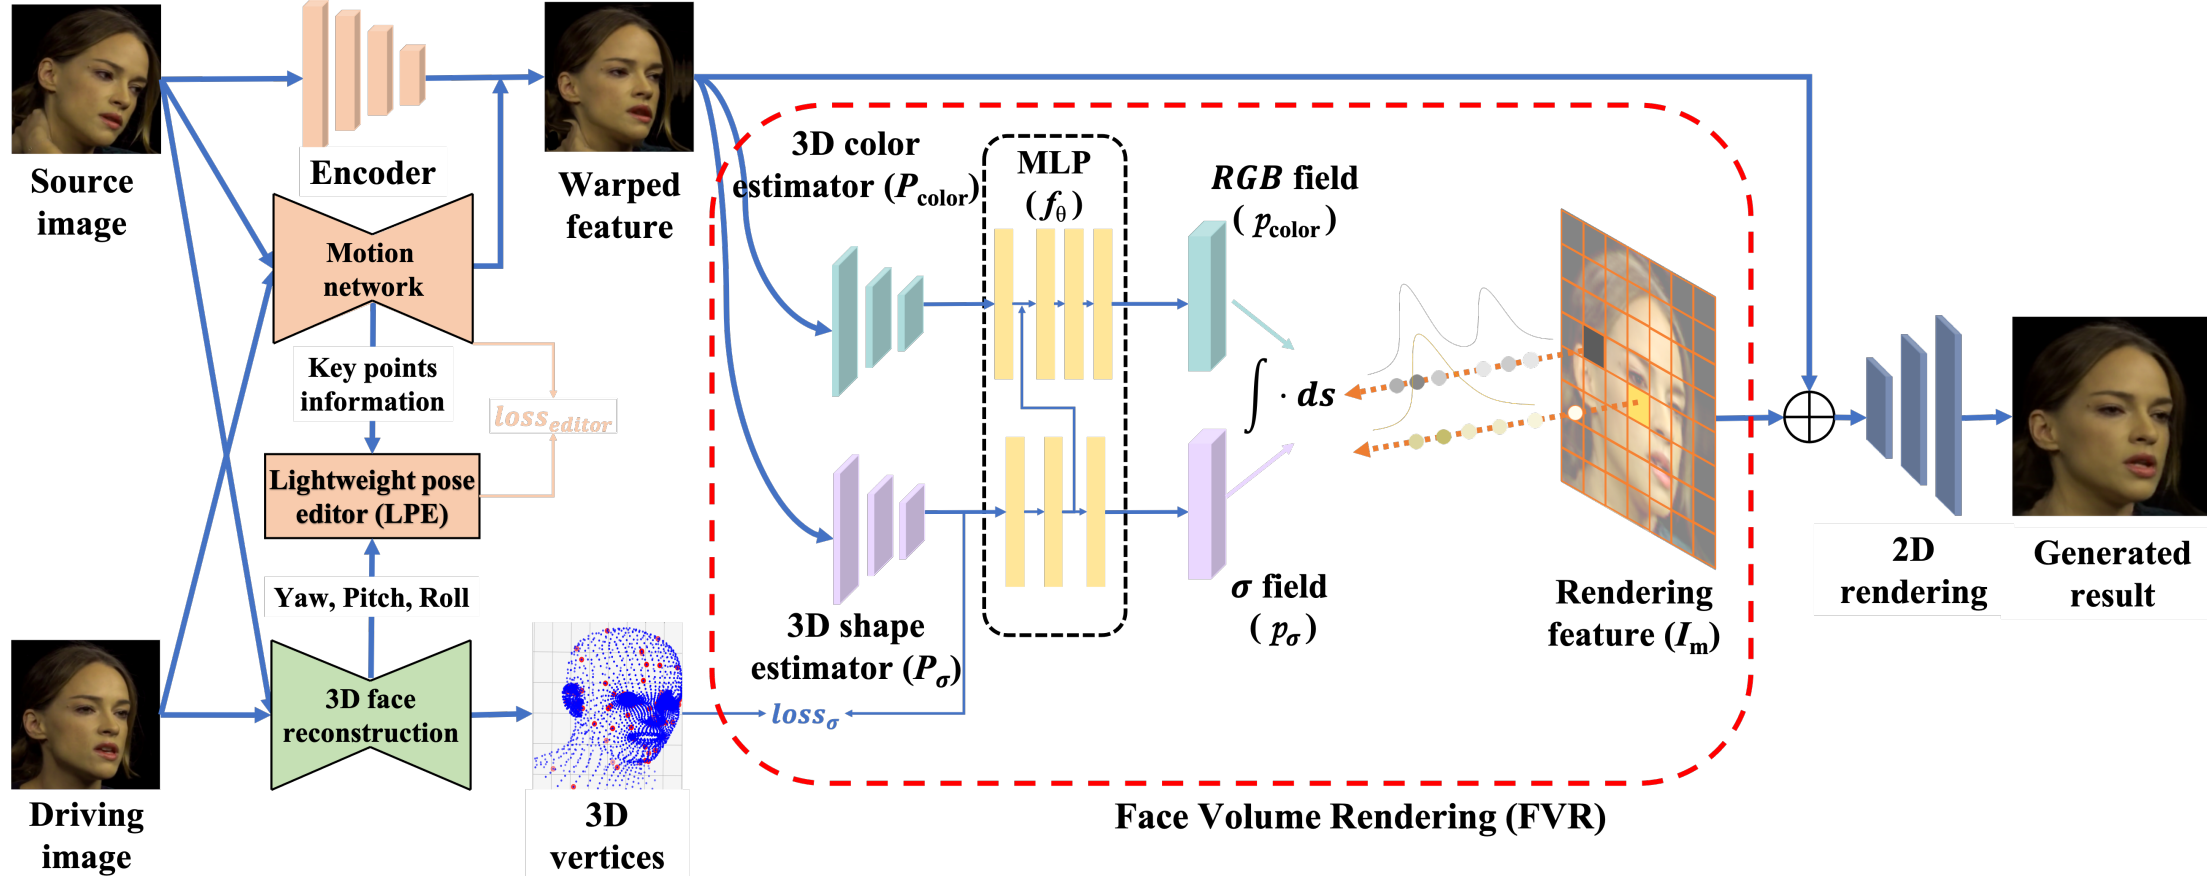 Source
image
Encoder
Warped
feature
Motion
network
Key points
information
loss_editor
Lightweight pose
editor (LPE)
Yaw, Pitch, Roll
3D face
reconstruction
Driving
image
3D
vertices
3D color
estimator (P_color)
MLP
(f_θ)
RGB field
(p_color)
∫ · ds
3D shape
estimator (P_σ)
loss_σ
σ field
(p_σ)
Rendering
feature (I_m)
Face Volume Rendering (FVR)
2D
rendering
Generated
result